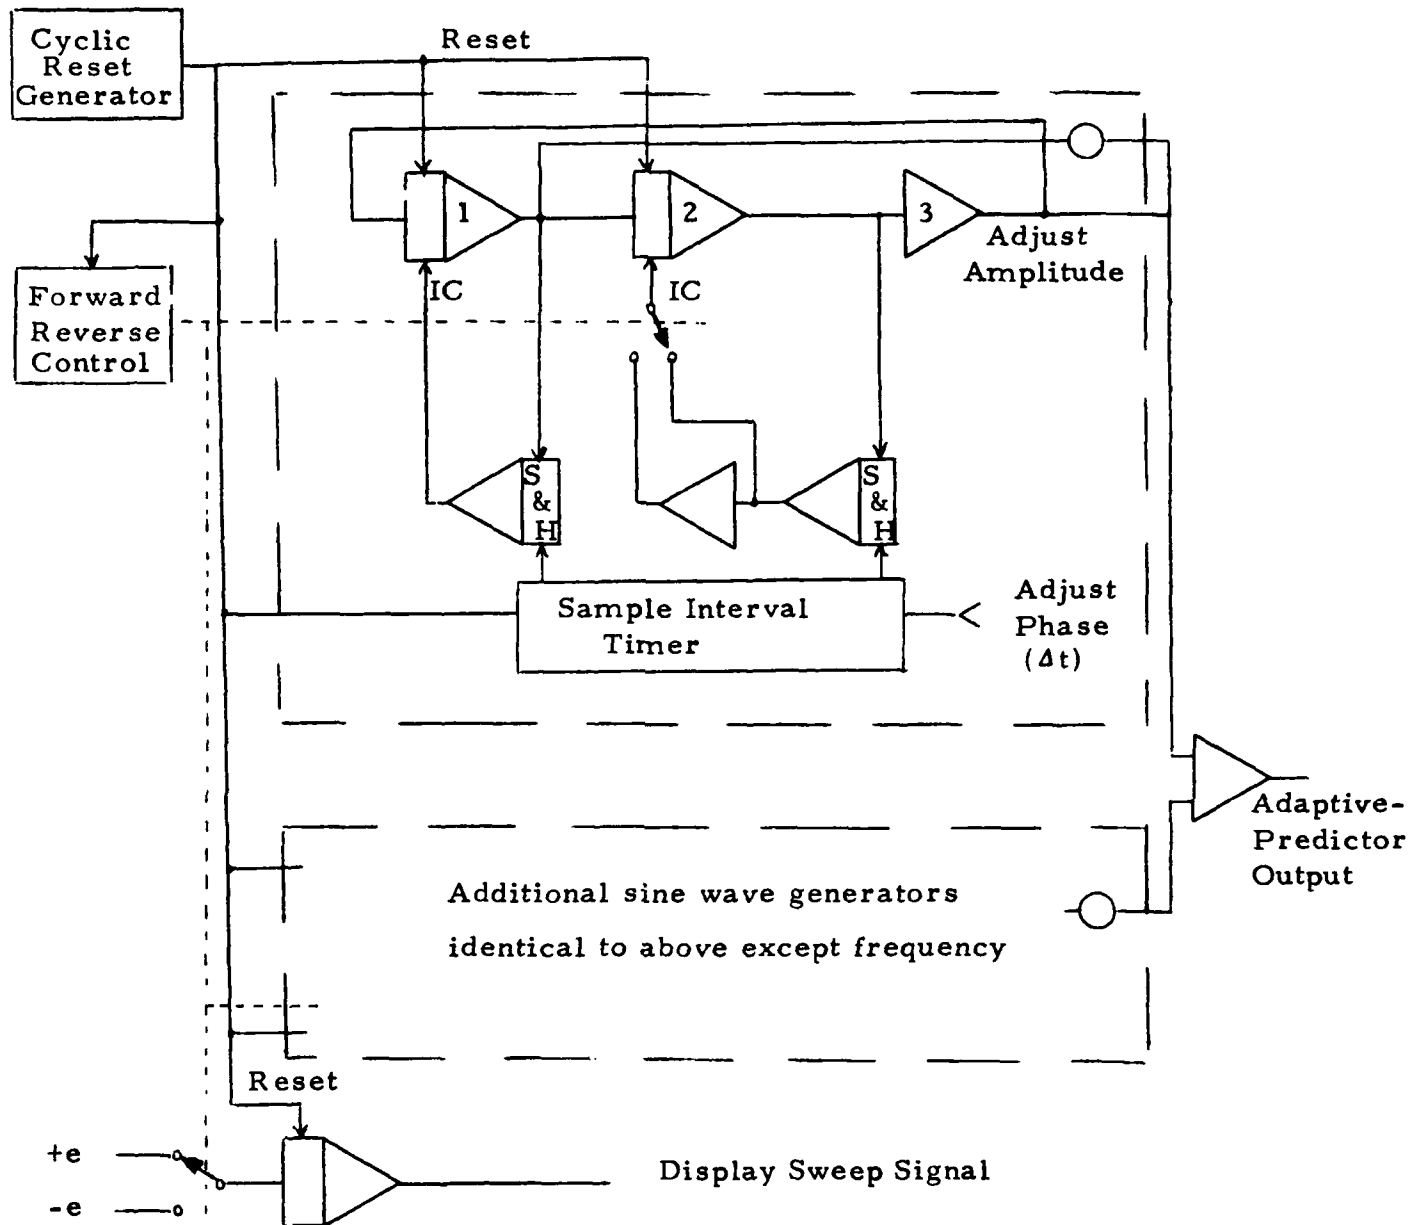 Cyclic
Reset
Generator
Reset
1
2
3
Adjust
Amplitude
IC
IC
Forward
Reverse
Control
S
&
H
S
&
H
Sample Interval
Timer
Adjust
Phase
(Δt)
Adaptive-
Predictor
Output
Additional sine wave generators
identical to above except frequency
Reset
+e
-e
Display Sweep Signal